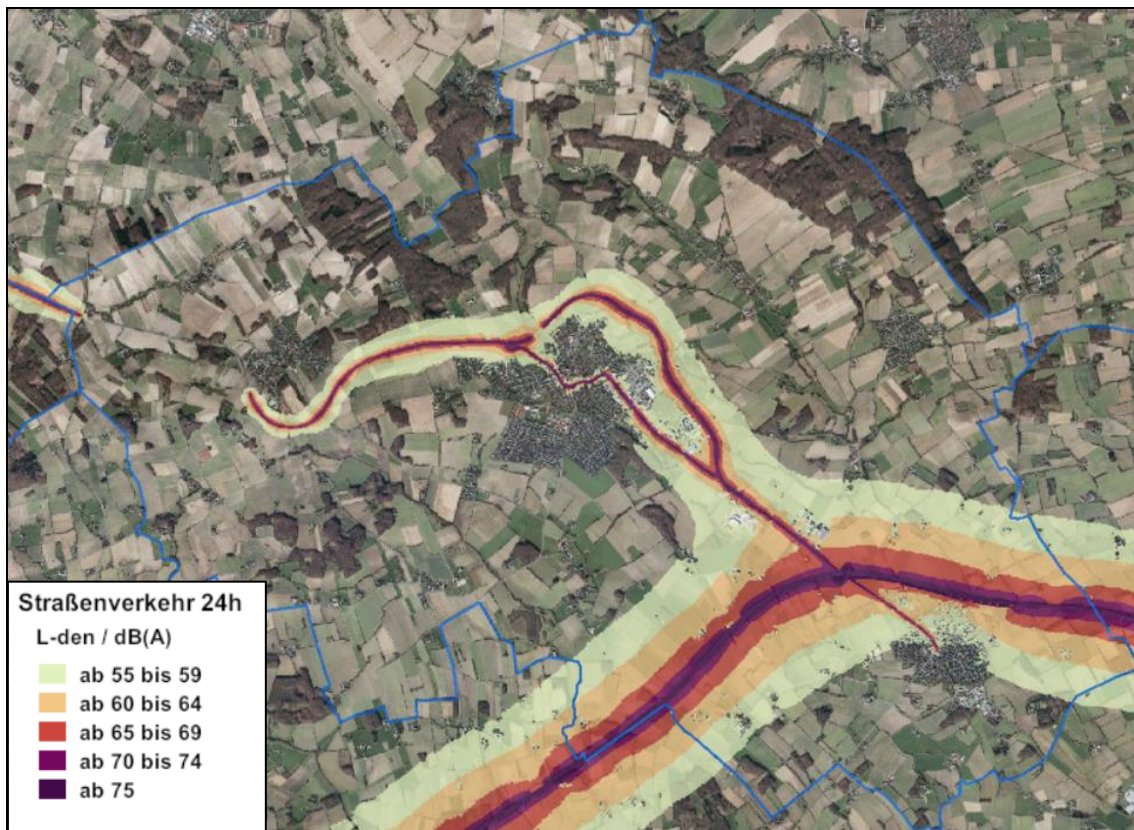 Straßenverkehr 24h
L-den / dB(A)
ab 55 bis 59
ab 60 bis 64
ab 65 bis 69
ab 70 bis 74
ab 75